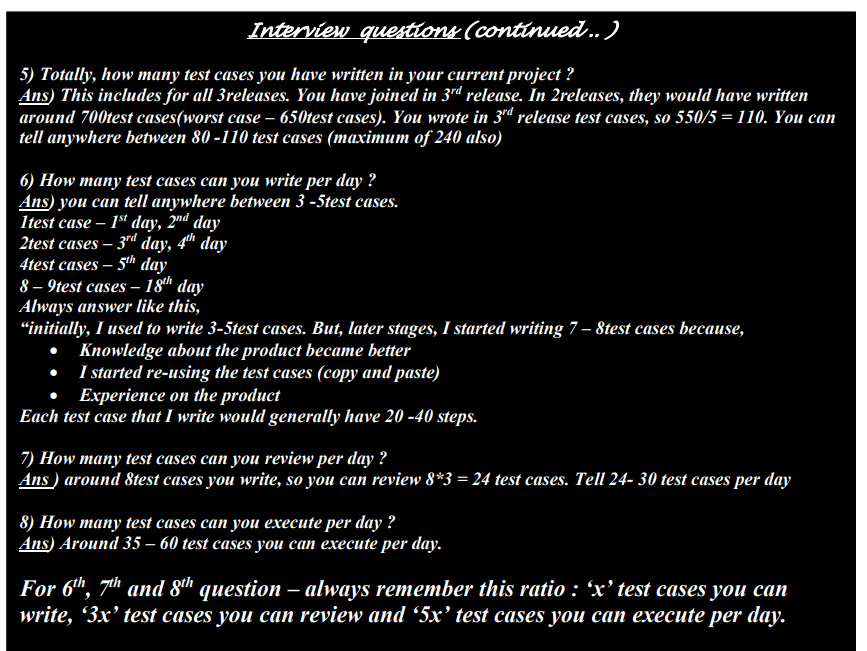 Interview questions (continued .. )
5) Totally, how many test cases you have written in your current project ?
Ans) This includes for all 3releases. You have joined in 3rd release. In 2releases, they would have written
around 700test cases(worst case – 650test cases). You wrote in 3rd release test cases, so 550/5 = 110. You can
tell anywhere between 80 -110 test cases (maximum of 240 also)
6) How many test cases can you write per day ?
Ans) you can tell anywhere between 3 -5test cases.
1test case – 1st day, 2nd day
2test cases – 3rd day, 4th day
4test cases – 5th day
8 – 9test cases – 18th day
Always answer like this,
“initially, I used to write 3-5test cases. But, later stages, I started writing 7 – 8test cases because,
• Knowledge about the product became better
• I started re-using the test cases (copy and paste)
• Experience on the product
Each test case that I write would generally have 20 -40 steps.
7) How many test cases can you review per day ?
Ans ) around 8test cases you write, so you can review 8*3 = 24 test cases. Tell 24- 30 test cases per day
8) How many test cases can you execute per day ?
Ans) Around 35 – 60 test cases you can execute per day.
For 6th, 7th and 8th question – always remember this ratio : ‘x’ test cases you can
write, ‘3x’ test cases you can review and ‘5x’ test cases you can execute per day.